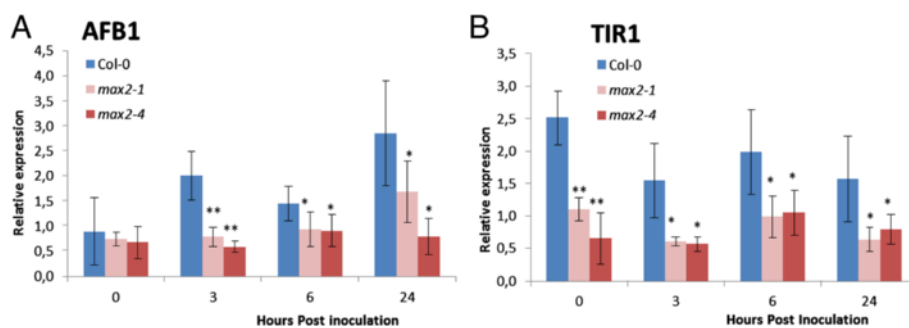 A AFB1
4,5
4,0
3,5
3,0
2,5
2,0
1,5
1,0
0,5
0,0
Relative expression
Col-0
max2-1
max2-4
** **
* *
* *
0 3 6 24
Hours Post inoculation
B TIR1
3,5
3,0
2,5
2,0
1,5
1,0
0,5
0,0
Relative expression
Col-0
max2-1
max2-4
** **
* *
* *
* *
0 3 6 24
Hours Post inoculation